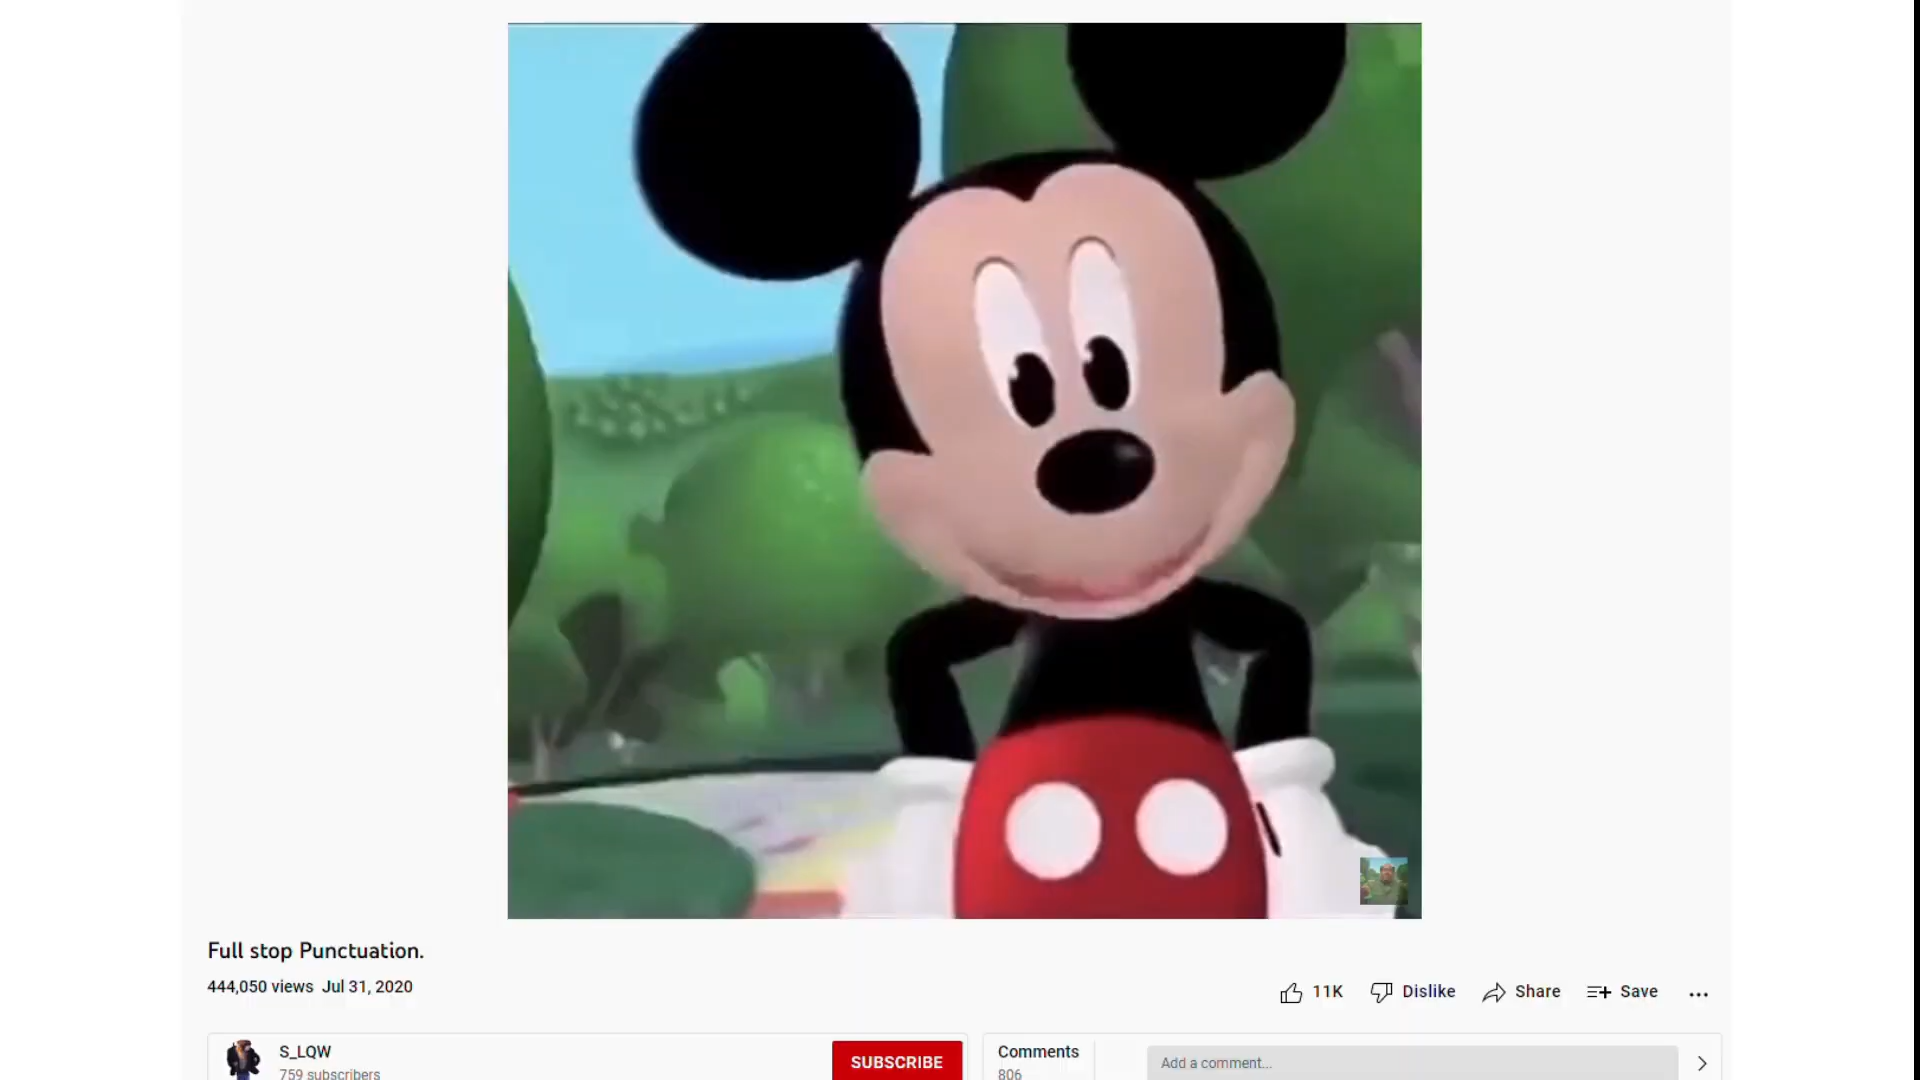 Full stop Punctuation.
444,050 views Jul 31, 2020
11K Dislike Share Save
S_LQW
759 subscribers
SUBSCRIBE
Comments
806
Add a comment...